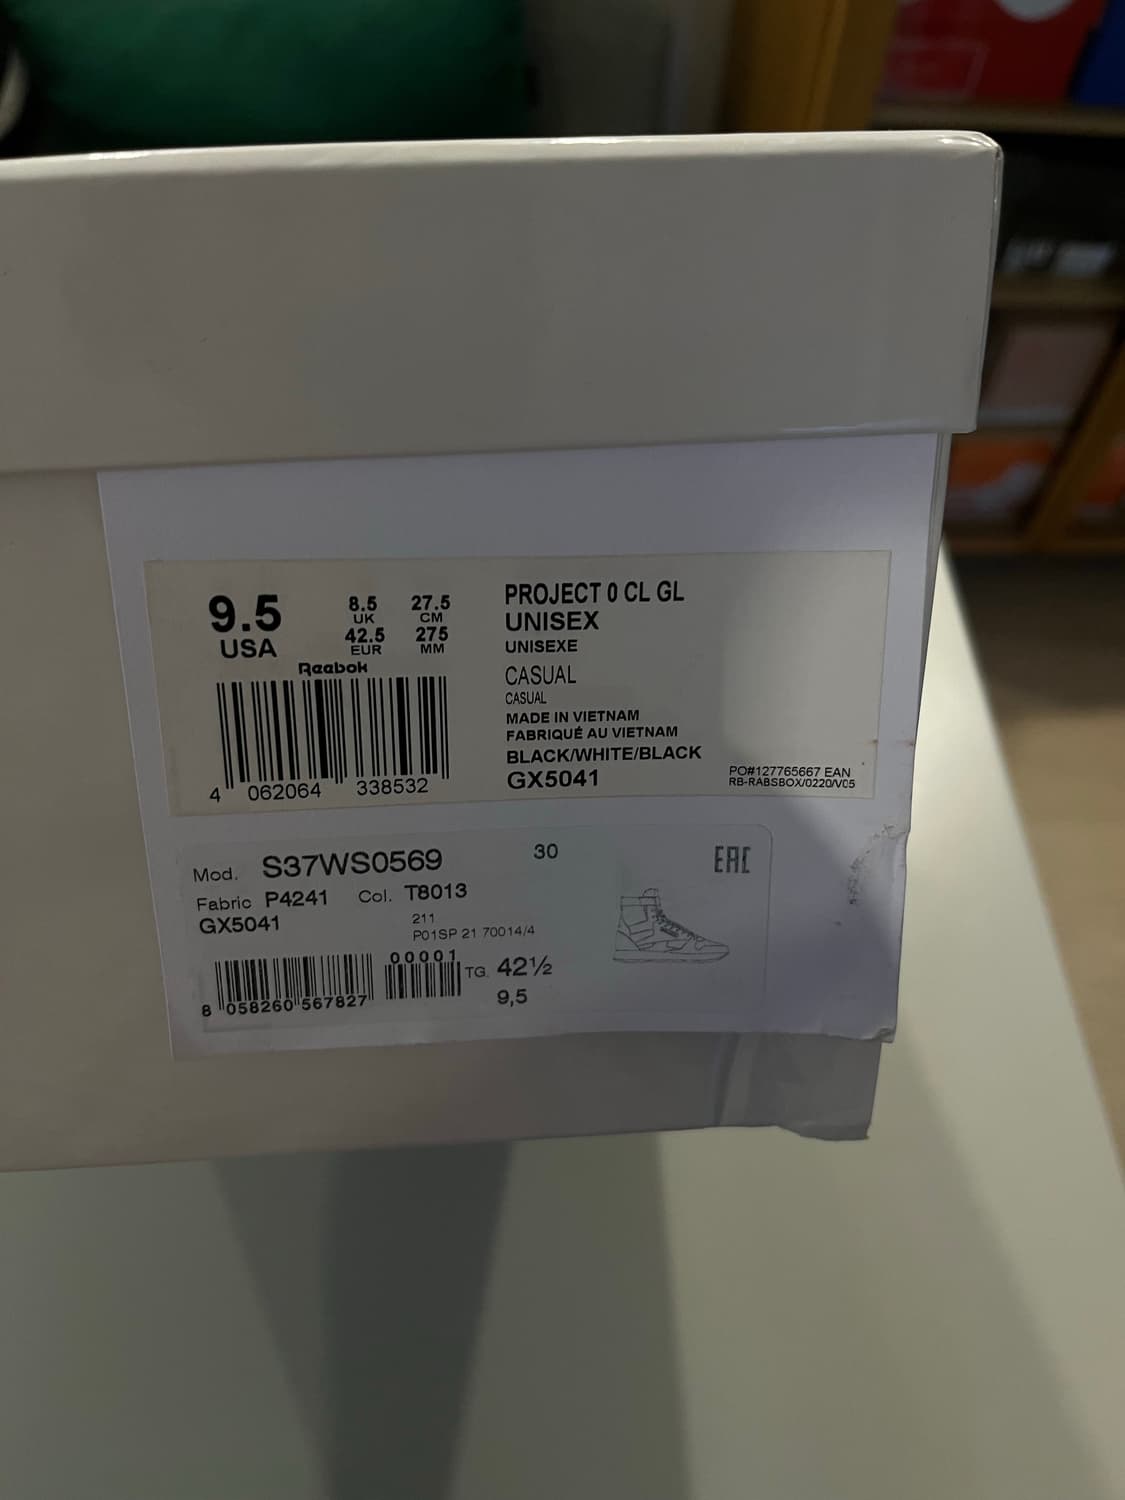 9.5
USA
8.5
UK
42.5
EUR
27.5
CM
275
MM
Reebok
4 062064 338532
PROJECT 0 CL GL
UNISEX
UNISEXE
CASUAL
CASUAL
MADE IN VIETNAM
FABRIQUÉ AU VIETNAM
BLACK/WHITE/BLACK
GX5041
PO#127765667 EAN
RB-RABSBOX/0220/V05
Mod. S37WS0569 30
Fabric P4241 Col. T8013
GX5041
211
P01SP 21 70014/4
00001
TG. 42½
9,5
8 058260 567827
EAC